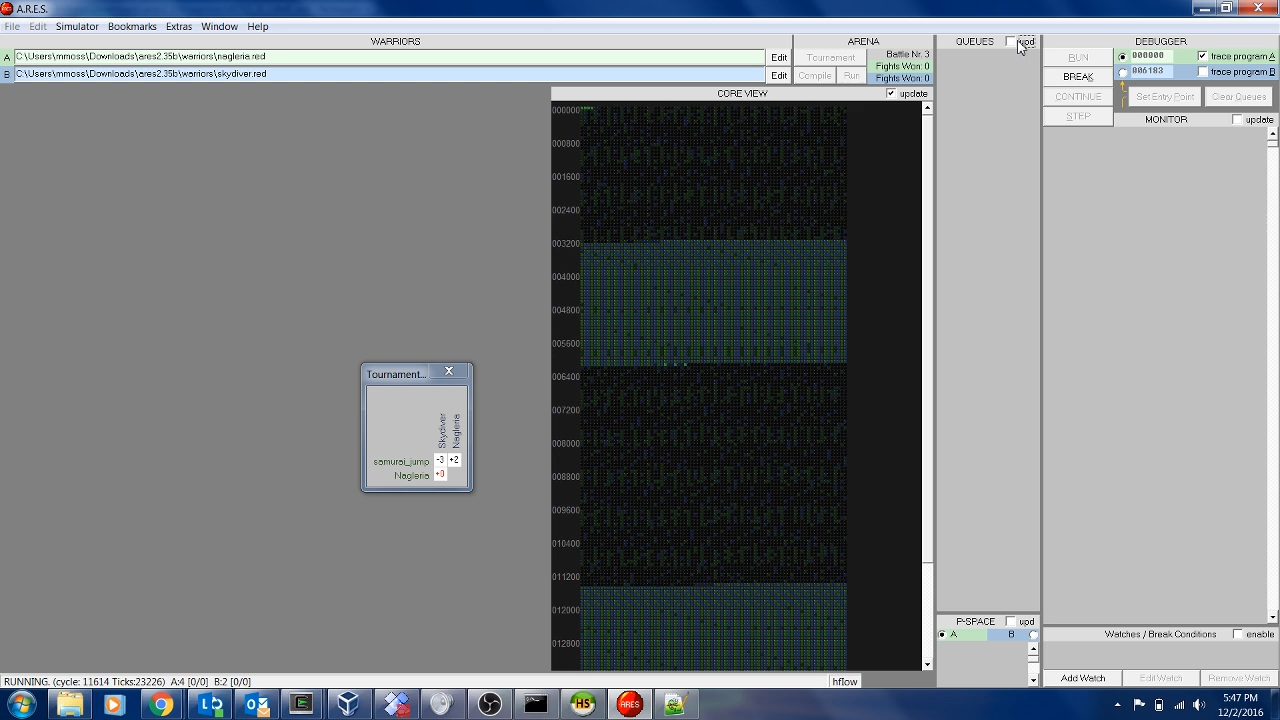 A.R.E.S.
File Edit Simulator Bookmarks Extras Window Help
WARRIORS
A C:\Users\mmoss\Downloads\ares2.35b\warriors\nagleria.red Edit
B C:\Users\mmoss\Downloads\ares2.35b\warriors\skydiver.red Edit
ARENA
Tournament
Compile Run
Battle Nr. 3
Fights Won: 0
Fights Won: 0
CORE VIEW update
000000
000800
001600
002400
003200
004000
004800
005600
006400
007200
008000
008800
009600
010400
011200
012000
012800
Tournament...
Skydiver
Nagleria
samurai_jump -3 +2
Nagleria +0
QUEUES upd
P-SPACE upd
A B
DEBUGGER
RUN 000000 trace program A
BREAK 006183 trace program B
CONTINUE Set Entry Point Clear Queues
STEP
MONITOR update
Watches / Break Conditions enable
Add Watch Edit Watch Remove Watch
RUNNING. (cycle: 11614 Ticks:23226) A:4 [0/0] B:2 [0/0]
hflow
HS
ARES
5:47 PM
12/2/2016